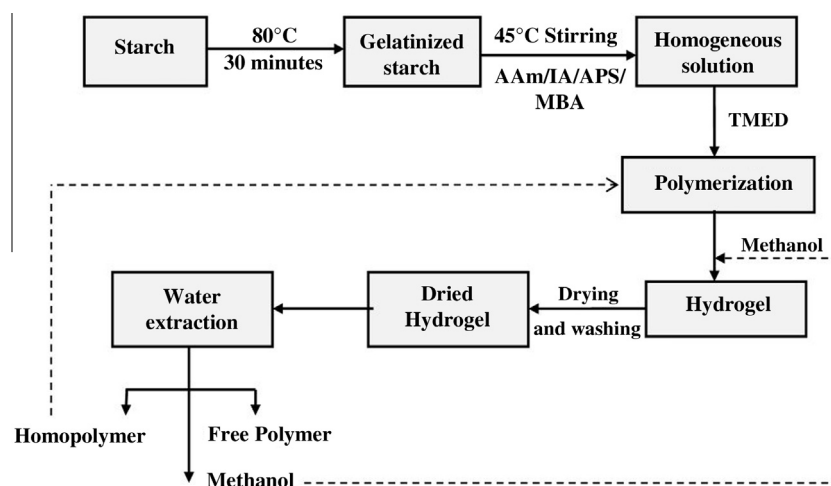 Starch
80°C
30 minutes
Gelatinized
starch
45°C Stirring
AAm/IA/APS/
MBA
Homogeneous
solution
TMED
Polymerization
Methanol
Hydrogel
Drying
and washing
Dried
Hydrogel
Water
extraction
Homopolymer
Free Polymer
Methanol